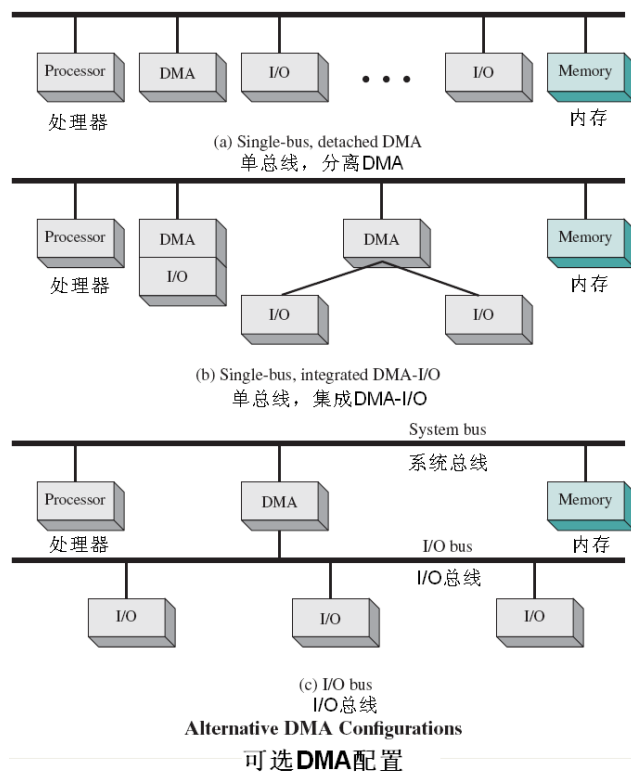 Processor DMA I/O I/O Memory
处理器 内存
(a) Single-bus, detached DMA
单总线，分离DMA
Processor DMA DMA Memory
I/O
处理器 内存
I/O I/O
(b) Single-bus, integrated DMA-I/O
单总线，集成DMA-I/O
System bus
系统总线
Processor DMA Memory
处理器 内存
I/O bus
I/O总线
I/O I/O I/O
(c) I/O bus
I/O总线
Alternative DMA Configurations
可选DMA配置